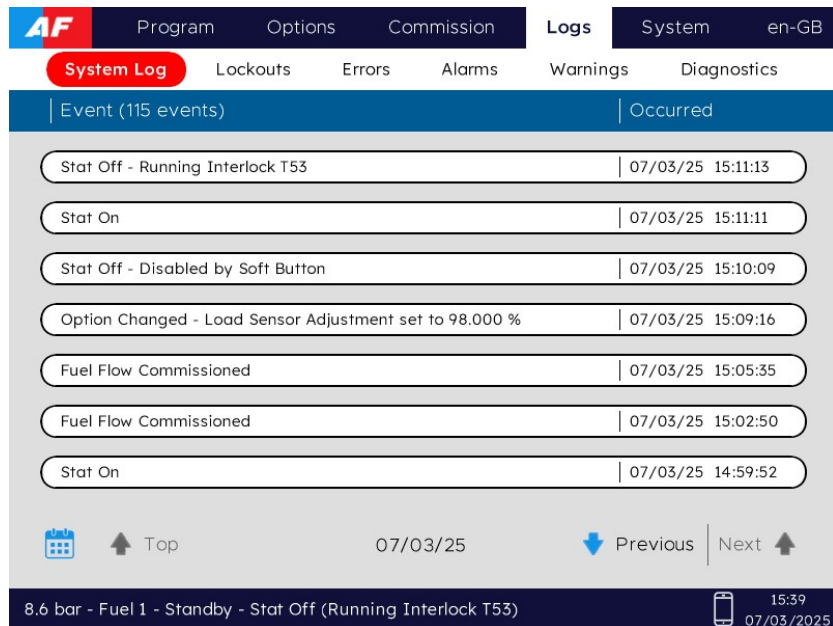 AF Program Options Commission Logs System en-GB
System Log Lockouts Errors Alarms Warnings Diagnostics
Event (115 events) Occurred
Stat Off - Running Interlock T53 07/03/25 15:11:13
Stat On 07/03/25 15:11:11
Stat Off - Disabled by Soft Button 07/03/25 15:10:09
Option Changed - Load Sensor Adjustment set to 98.000 % 07/03/25 15:09:16
Fuel Flow Commissioned 07/03/25 15:05:35
Fuel Flow Commissioned 07/03/25 15:02:50
Stat On 07/03/25 14:59:52
Top 07/03/25 Previous Next
8.6 bar - Fuel 1 - Standby - Stat Off (Running Interlock T53) 15:39
07/03/2025